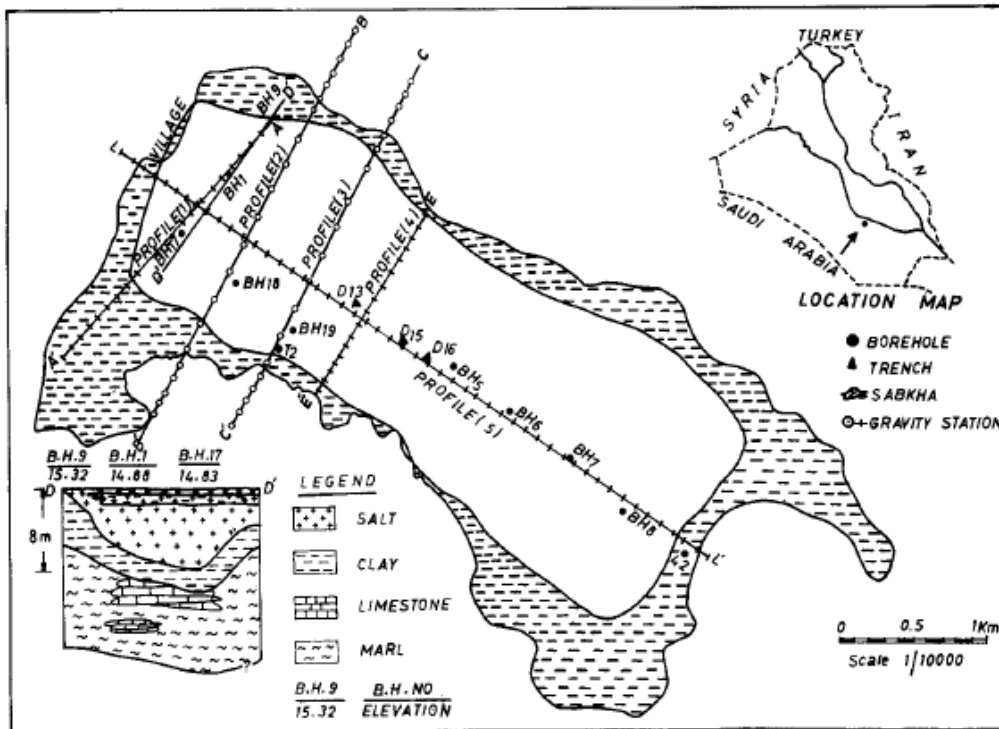 TURKEY
SYRIA
IRAN
SAUDI ARABIA
LOCATION MAP
BOREHOLE
TRENCH
SABKHA
GRAVITY STATION
B
C
L
VILLAGE
BH9
D
A
BH1
PROFILE(1)
BH17
D'
PROFILE(2)
PROFILE(3)
PROFILE(4)
E
BH18
D13
BH19
T2
D15
D16
BH5
PROFILE(5)
BH6
BH7
BH8
L'
A'
C'
B.H.9
15.32
B.H.1
14.88
B.H.17
14.83
D'
8m
LEGEND
SALT
CLAY
LIMESTONE
MARL
B.H.9
15.32
B.H. NO
ELEVATION
0 0.5 1Km
Scale 1/10000